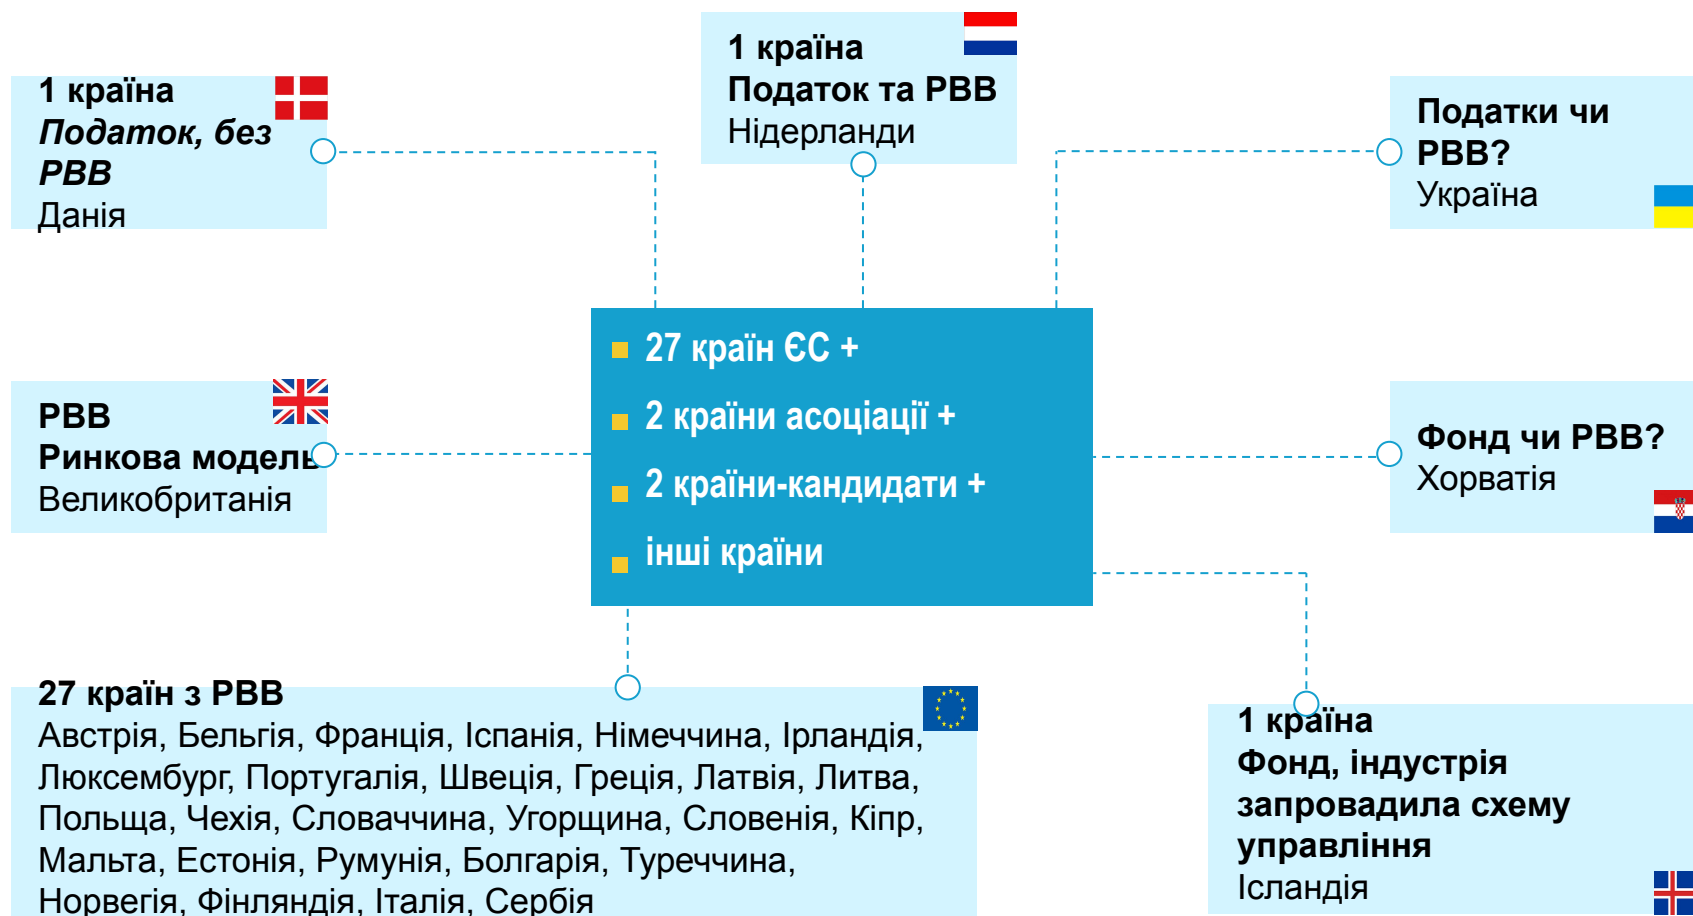 1 країна
Податок та РВВ
Нідерланди
1 країна
Податок, без
РВВ
Данія
Податки чи
РВВ?
Україна
27 країн ЄС +
2 країни асоціації +
2 країни-кандидати +
інші країни
РВВ
Ринкова модель
Великобританія
Фонд чи РВВ?
Хорватія
27 країн з РВВ
Австрія, Бельгія, Франція, Іспанія, Німеччина, Ірландія,
Люксембург, Португалія, Швеція, Греція, Латвія, Литва,
Польща, Чехія, Словаччина, Угорщина, Словенія, Кіпр,
Мальта, Естонія, Румунія, Болгарія, Туреччина,
Норвегія, Фінляндія, Італія, Сербія
1 країна
Фонд, індустрія
запровадила схему
управління
Ісландія